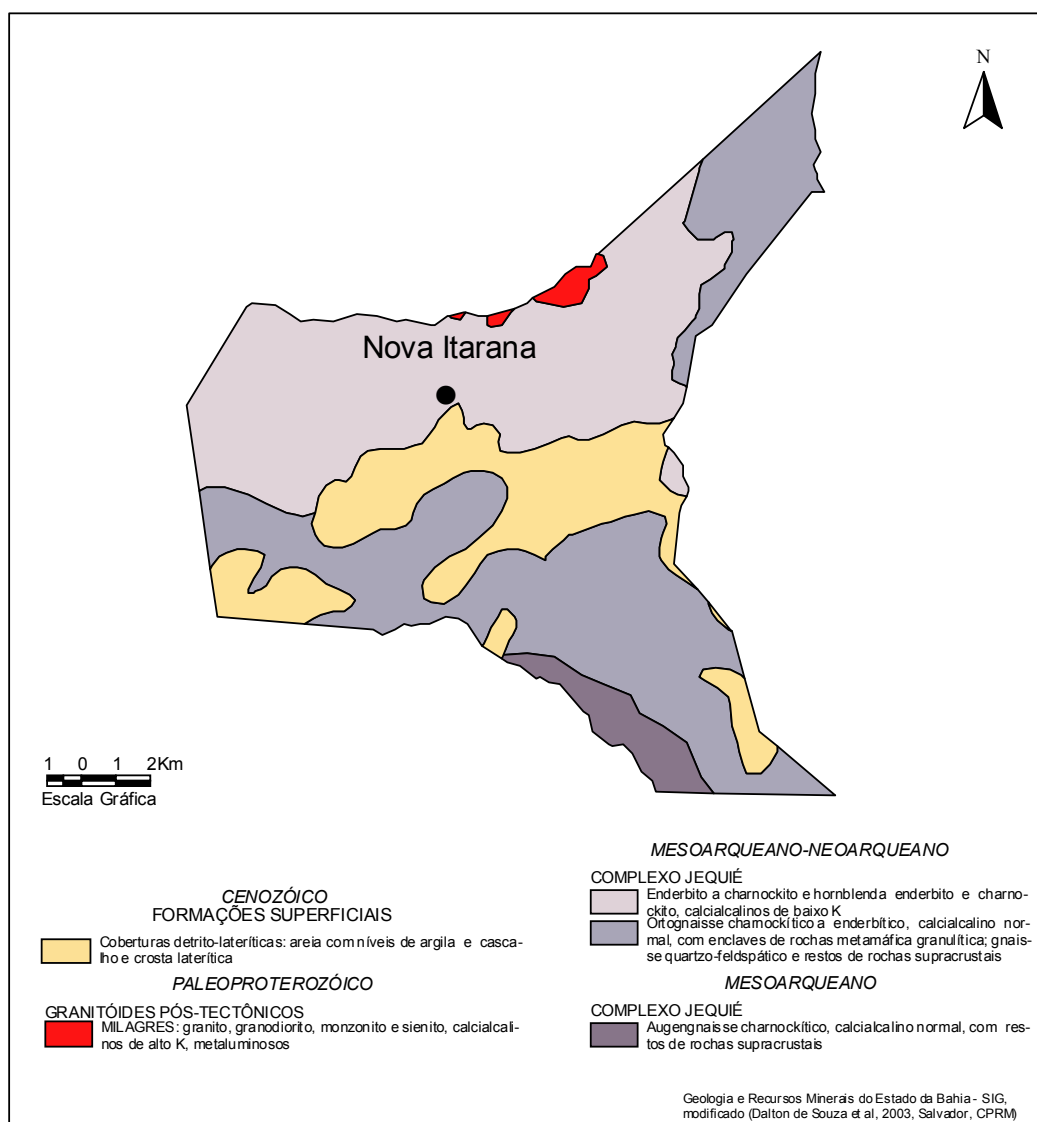 N
Nova Itarana
1 0 1 2Km
Escala Gráfica
CENOZÓICO
FORMAÇÕES SUPERFICIAIS
Coberturas detrito-lateríticas: areia com níveis de argila e casca-
lho e crosta laterítica
PALEOPROTEROZÓICO
GRANITÓIDES PÓS-TECTÔNICOS
MILAGRES: granito, granodiorito, monzonito e sienito, calcialcali-
nos de alto K, metaluminosos
MESOARQUEANO-NEOARQUEANO
COMPLEXO JEQUIÉ
Enderbito a charnockito e hornblenda enderbito e charno-
ckito, calcialcalinos de baixo K
Ortognaisse charnockítico a enderbítico, calcialcalino nor-
mal, com enclaves de rochas metamáfica granulítica; gnais-
se quartzo-feldspático e restos de rochas supracrustais
MESOARQUEANO
COMPLEXO JEQUIÉ
Augengnaisse charnockítico, calcialcalino normal, com res-
tos de rochas supracrustais
Geologia e Recursos Minerais do Estado da Bahia - SIG,
modificado (Dalton de Souza et al, 2003, Salvador, CPRM)